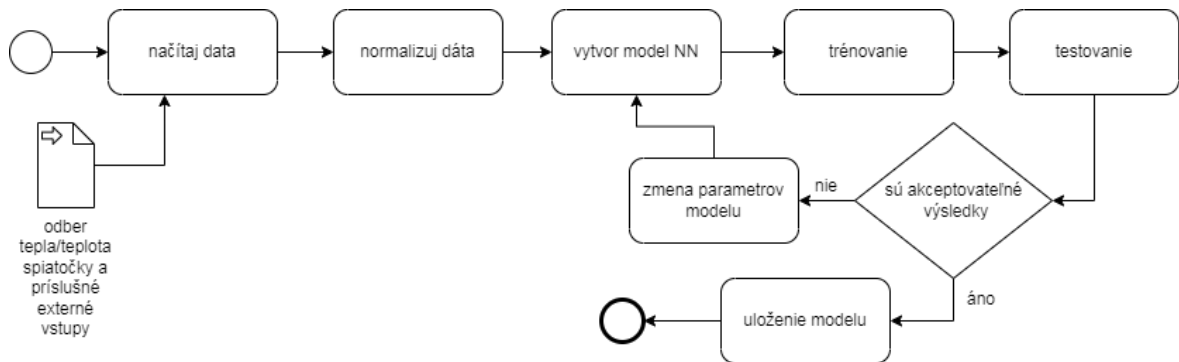 načítaj data
normalizuj dáta
vytvor model NN
trénovanie
testovanie
odber
tepla/teplota
spiatočky a
príslušné
externé
vstupy
zmena parametrov
modelu
nie
sú akceptovateľné
výsledky
áno
uloženie modelu